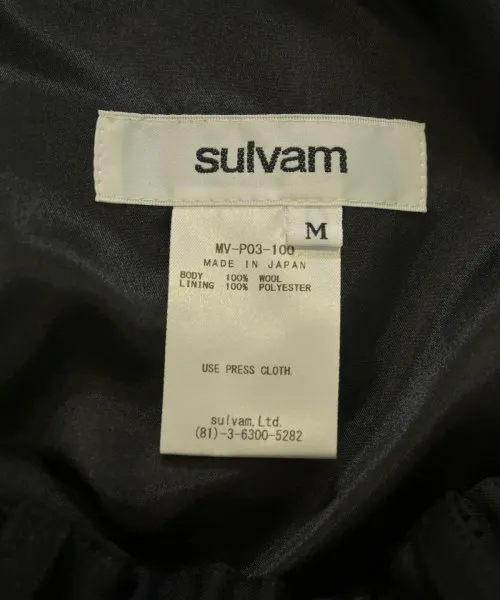 sulvam
M
MV-P03-100
MADE IN JAPAN
BODY 100% WOOL
LINING 100% POLYESTER
USE PRESS CLOTH.
sulvam,Ltd.
(81)-3-6300-5282